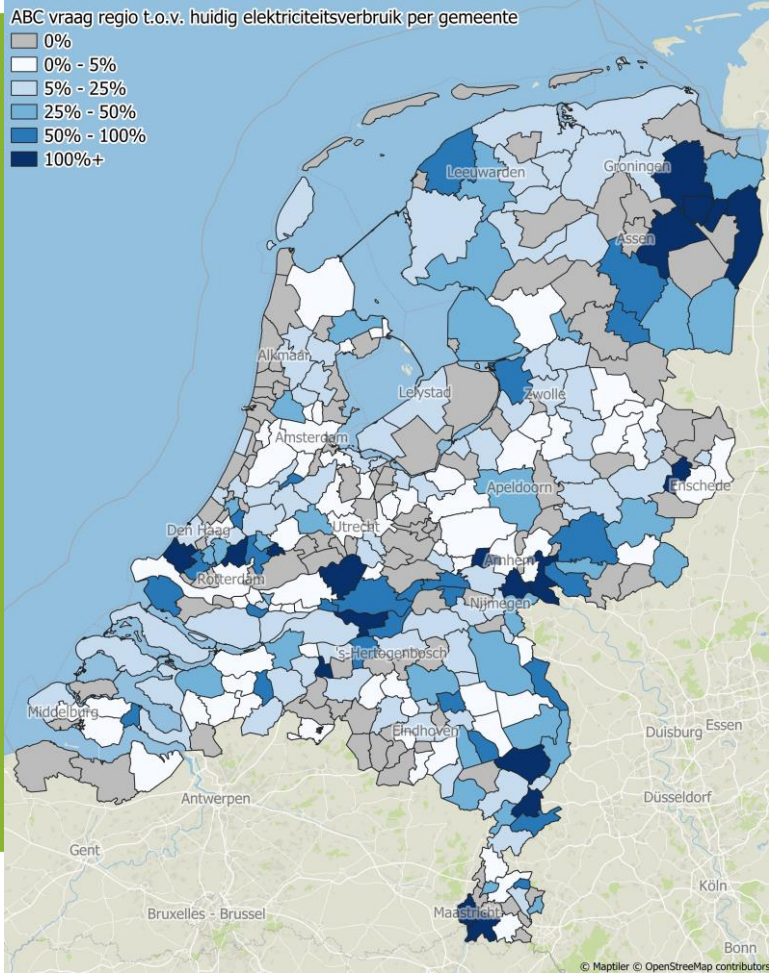 ABC vraag regio t.o.v. huidig elektriciteitsverbruik per gemeente
0%
0% - 5%
5% - 25%
25% - 50%
50% - 100%
100%+
Leeuwarden
Groningen
Assen
Alkmaar
Lelystad
Zwolle
Amsterdam
Apeldoorn
Enschede
Den Haag
Utrecht
Arnhem
Rotterdam
Nijmegen
's-Hertogenbosch
Middelburg
Eindhoven
Duisburg
Essen
Antwerpen
Düsseldorf
Gent
Köln
Bruxelles - Brussel
Maastricht
Bonn
© Maptiler © OpenStreeMap contributors